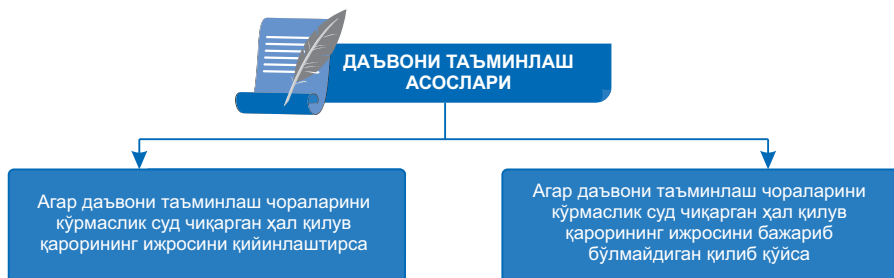 ДАЪВОНИ ТАЪМИНЛАШ
АСОСЛАРИ
Агар даъвони таъминлаш чораларини
кўрмаслик суд чиқарган ҳал қилув
қарорининг ижросини қийинлаштирса
Агар даъвони таъминлаш чораларини
кўрмаслик суд чиқарган ҳал қилув
қарорининг ижросини бажариб
бўлмайдиган қилиб қўйса